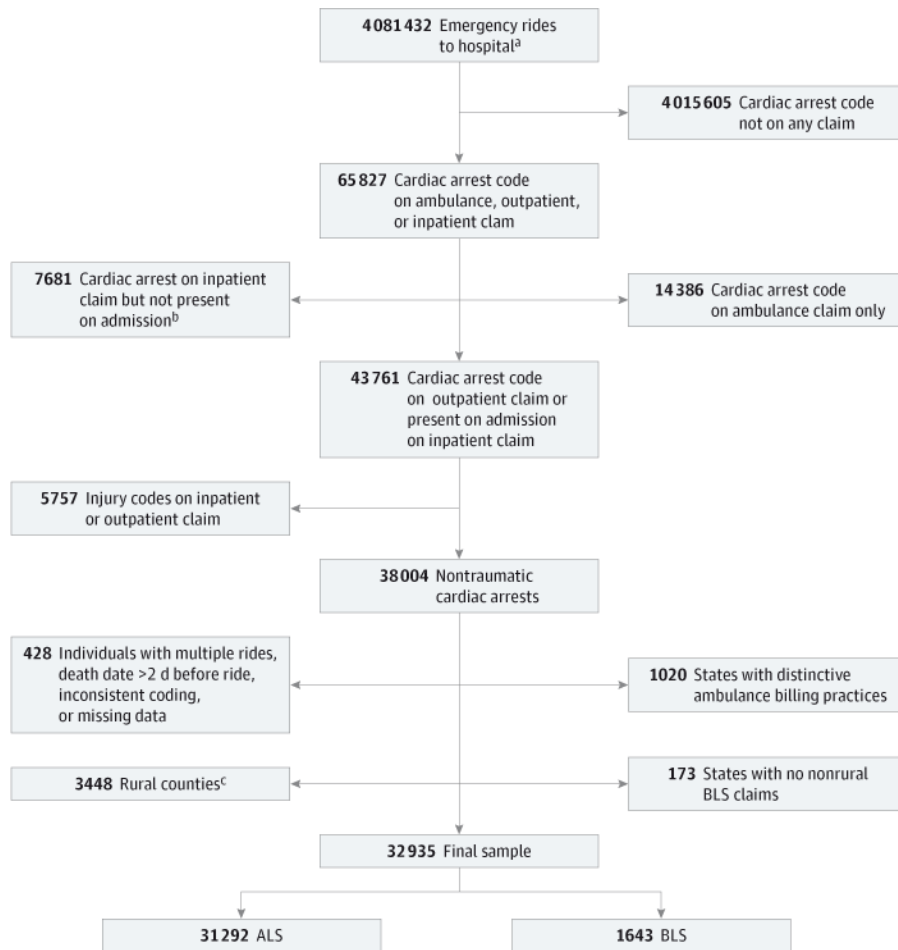 4081432 Emergency rides
to hospitalᵃ
4015605 Cardiac arrest code
not on any claim
65827 Cardiac arrest code
on ambulance, outpatient,
or inpatient clam
7681 Cardiac arrest on inpatient
claim but not present
on admissionᵇ
14386 Cardiac arrest code
on ambulance claim only
43761 Cardiac arrest code
on outpatient claim or
present on admission
on inpatient claim
5757 Injury codes on inpatient
or outpatient claim
38004 Nontraumatic
cardiac arrests
428 Individuals with multiple rides,
death date >2 d before ride,
inconsistent coding,
or missing data
1020 States with distinctive
ambulance billing practices
3448 Rural countiesᶜ
173 States with no nonrural
BLS claims
32935 Final sample
31292 ALS
1643 BLS